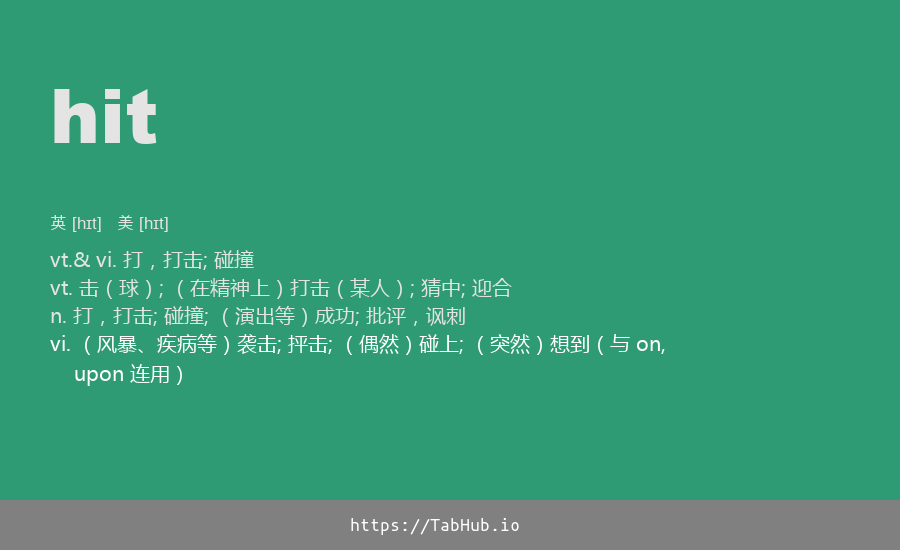 hit
英 [hɪt] 美 [hɪt]
vt.& vi. 打，打击; 碰撞
vt. 击（球）; （在精神上）打击（某人）; 猜中; 迎合
n. 打，打击; 碰撞; （演出等）成功; 批评，讽刺
vi. （风暴、疾病等）袭击; 抨击; （偶然）碰上; （突然）想到（与 on,
upon 连用）
https://TabHub.io